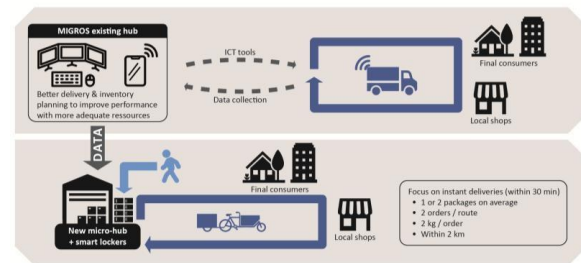 MIGROS existing hub
Better delivery & inventory
planning to improve performance
with more adequate ressources
ICT tools
Data collection
Final consumers
Local shops
DATA
New micro-hub
+ smart lockers
Final consumers
Local shops
Focus on instant deliveries (within 30 min)
• 1 or 2 packages on average
• 2 orders / route
• 2 kg / order
• Within 2 km